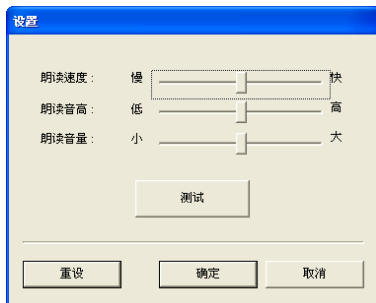 设置
朗读速度： 慢 快
朗读音高： 低 高
朗读音量： 小 大
测试
重设 确定 取消